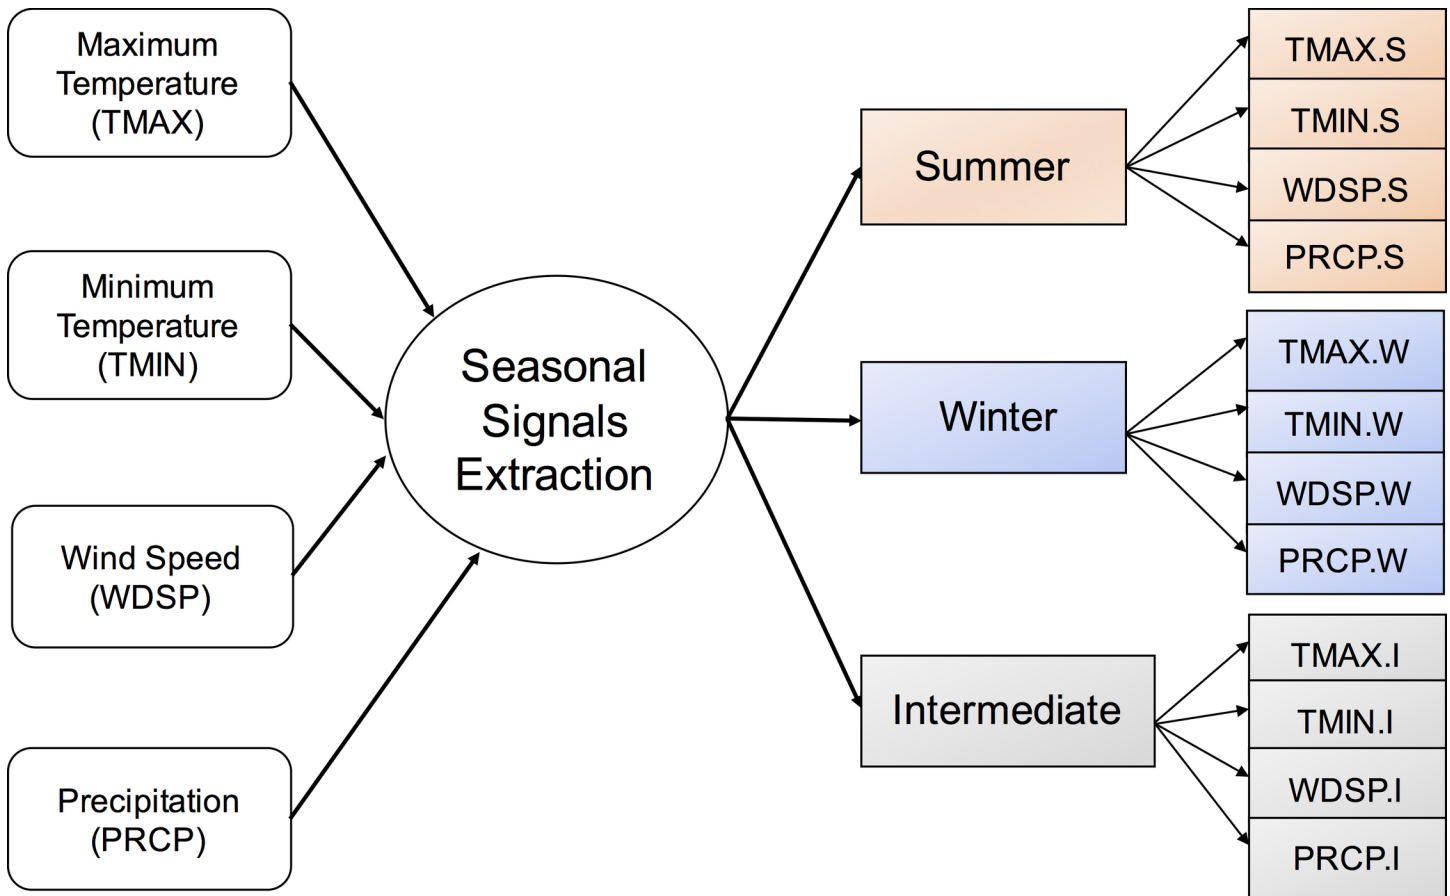 Maximum
Temperature
(TMAX)
Minimum
Temperature
(TMIN)
Wind Speed
(WDSP)
Precipitation
(PRCP)
Seasonal
Signals
Extraction
Summer
Winter
Intermediate
TMAX.S
TMIN.S
WDSP.S
PRCP.S
TMAX.W
TMIN.W
WDSP.W
PRCP.W
TMAX.I
TMIN.I
WDSP.I
PRCP.I